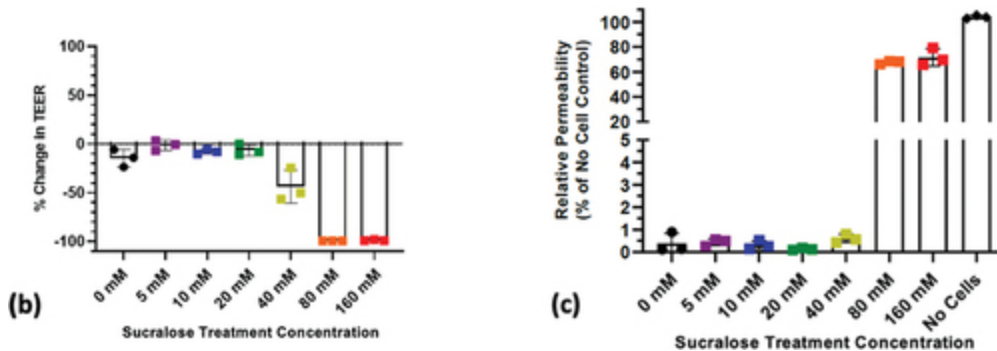 % Change in TEER
100
50
0
-50
-100
0 mM
5 mM
10 mM
20 mM
40 mM
80 mM
160 mM
Sucralose Treatment Concentration
(b)
Relative Permeability
(% of No Cell Control)
100
80
60
40
20
5
4
3
2
1
0
0 mM
5 mM
10 mM
20 mM
40 mM
80 mM
160 mM
No Cells
Sucralose Treatment Concentration
(c)